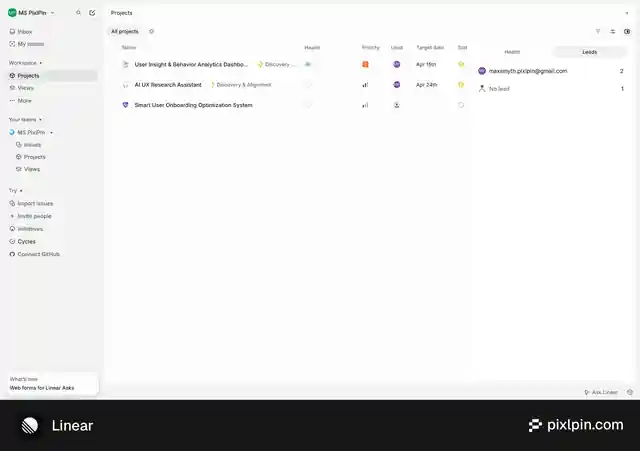 MS PixlPin
Inbox
My issues
Workspace
Projects
Views
More
Your teams
MS PixlPin
Issues
Projects
Views
Try
Import issues
Invite people
Initiatives
Cycles
Connect GitHub
What's new
Web forms for Linear Asks
Projects
All projects
Name Health Priority Lead Target date Stat
User Insight & Behavior Analytics Dashbo... Discovery ... Apr 15th
AI UX Research Assistant Discovery & Alignment Apr 24th
Smart User Onboarding Optimization System
Health Leads
maxsmyth.pixlpin@gmail.com 2
No lead 1
Ask Linear
Linear
pixlpin.com